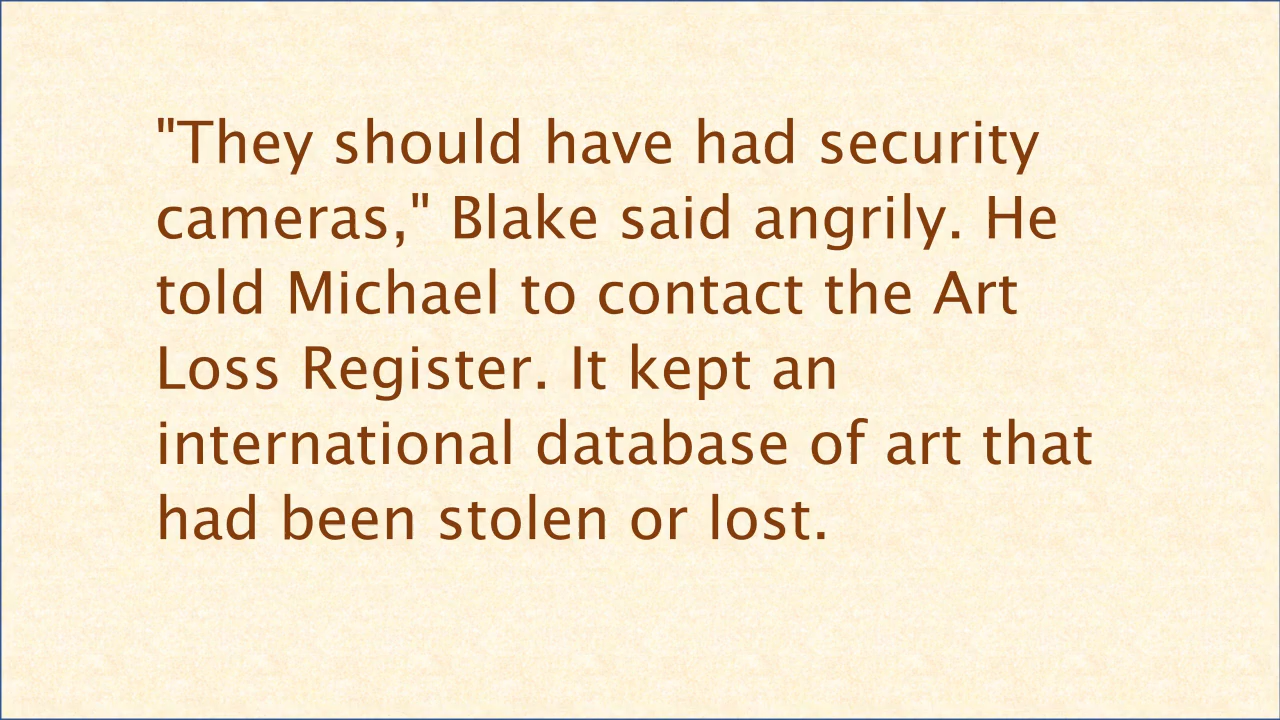 "They should have had security
cameras," Blake said angrily. He
told Michael to contact the Art
Loss Register. It kept an
international database of art that
had been stolen or lost.